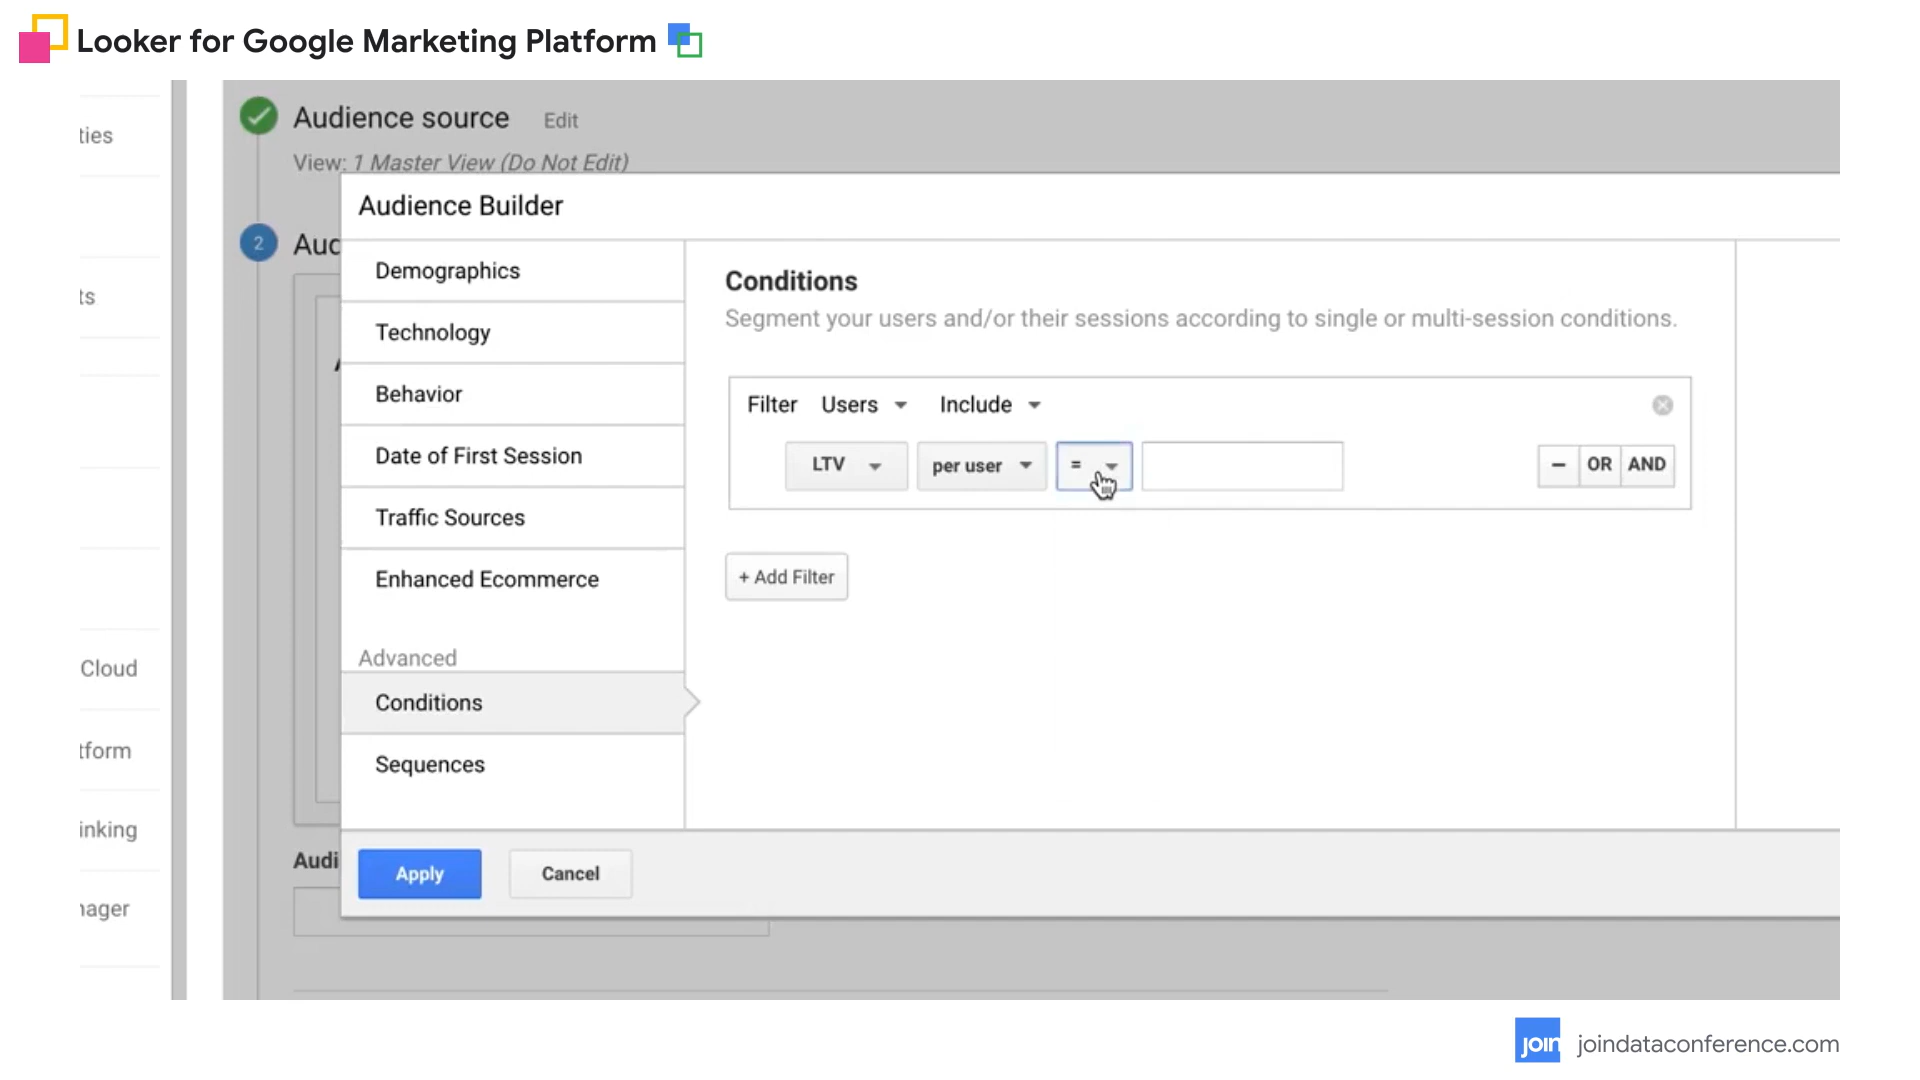 Looker for Google Marketing Platform
Audience source Edit
View: 1 Master View (Do Not Edit)
ties
ts
Cloud
tform
inking
nager
2 Aud
Audience Builder
Demographics
Technology
Behavior
Date of First Session
Traffic Sources
Enhanced Ecommerce
Advanced
Conditions
Sequences
Conditions
Segment your users and/or their sessions according to single or multi-session conditions.
Filter Users Include
LTV per user = − OR AND
+ Add Filter
Audi
Apply Cancel
join joindataconference.com